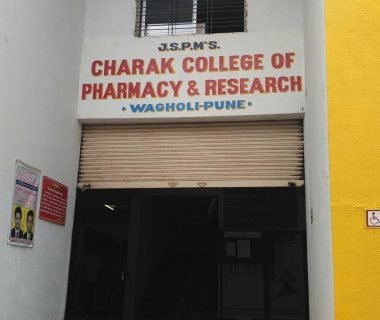 J.S.P.M'S.
CHARAK COLLEGE OF
PHARMACY & RESEARCH
• WAGHOLI-PUNE •